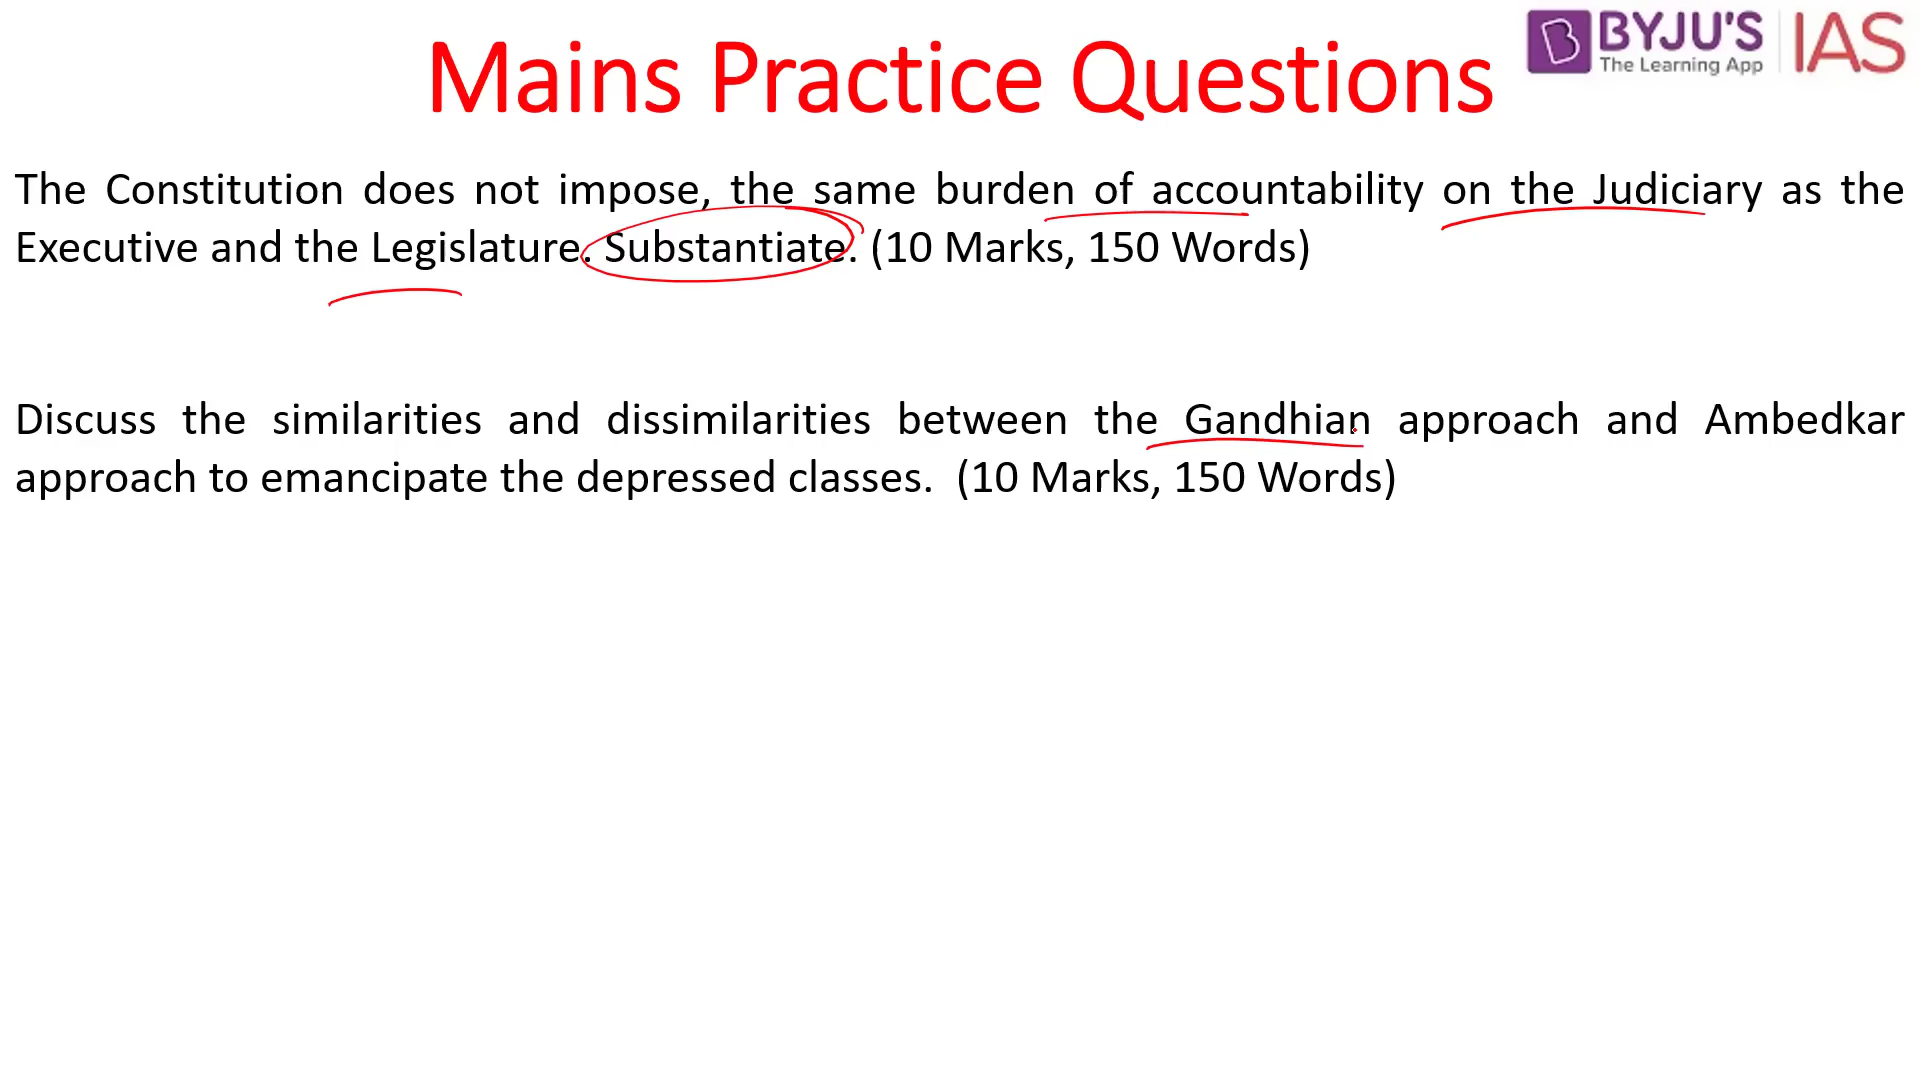 Mains Practice Questions
BYJU'S
The Learning App
IAS
The Constitution does not impose, the same burden of accountability on the Judiciary as the
Executive and the Legislature. Substantiate. (10 Marks, 150 Words)
Discuss the similarities and dissimilarities between the Gandhian approach and Ambedkar
approach to emancipate the depressed classes. (10 Marks, 150 Words)